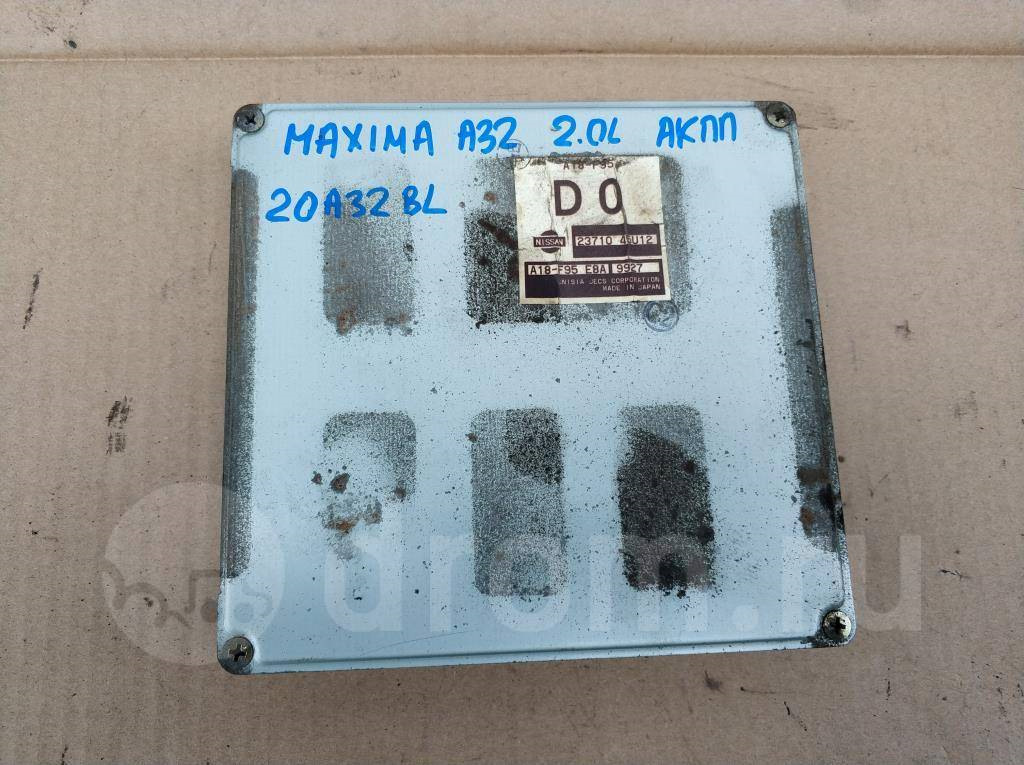 MAXIMA A32 2.0L АКПП
20A32BL
A18-F95
D0
NISSAN 23710 4U12
A18-F95 E8A 9927
UNISIA JECS CORPORATION
MADE IN JAPAN
drom.ru